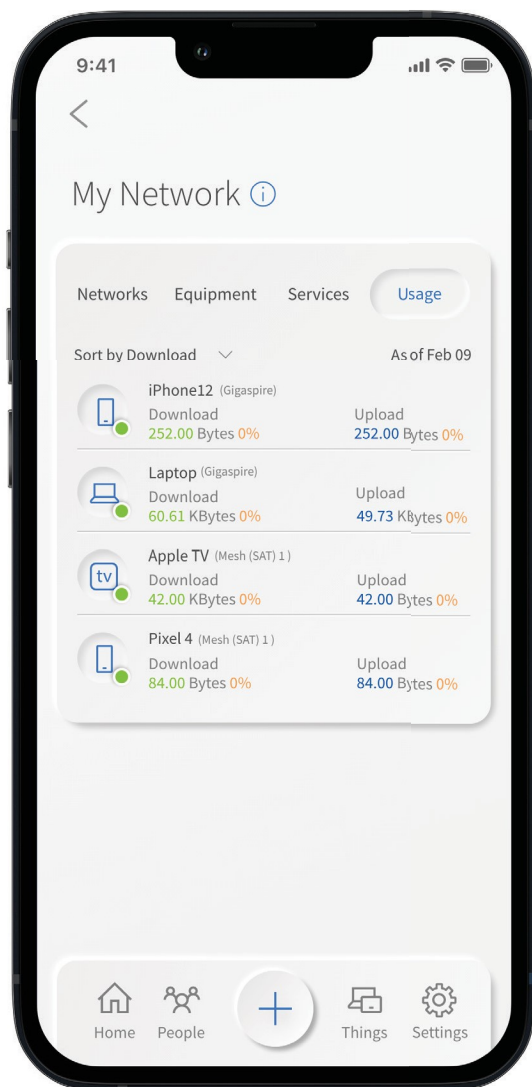 9:41
My Network
Networks Equipment Services Usage
Sort by Download As of Feb 09
iPhone12 (Gigaspire)
Download Upload
252.00 Bytes 0% 252.00 Bytes 0%
Laptop (Gigaspire)
Download Upload
60.61 KBytes 0% 49.73 KBytes 0%
tv
Apple TV (Mesh (SAT) 1 )
Download Upload
42.00 KBytes 0% 42.00 Bytes 0%
Pixel 4 (Mesh (SAT) 1 )
Download Upload
84.00 Bytes 0% 84.00 Bytes 0%
Home People Things Settings